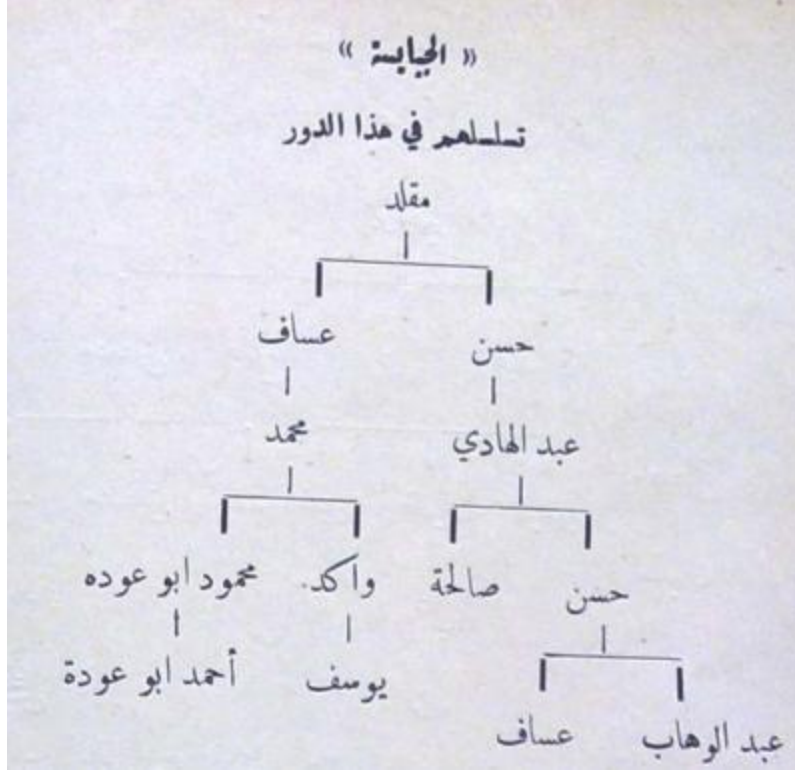 « الجيابسة »
تسلسلهم في هذا الدور
مقلد
حسن عساف
عبد الهادي محمد
حسن صالحة واكد. محمود ابو عوده
يوسف أحمد ابو عودة
عبد الوهاب عساف